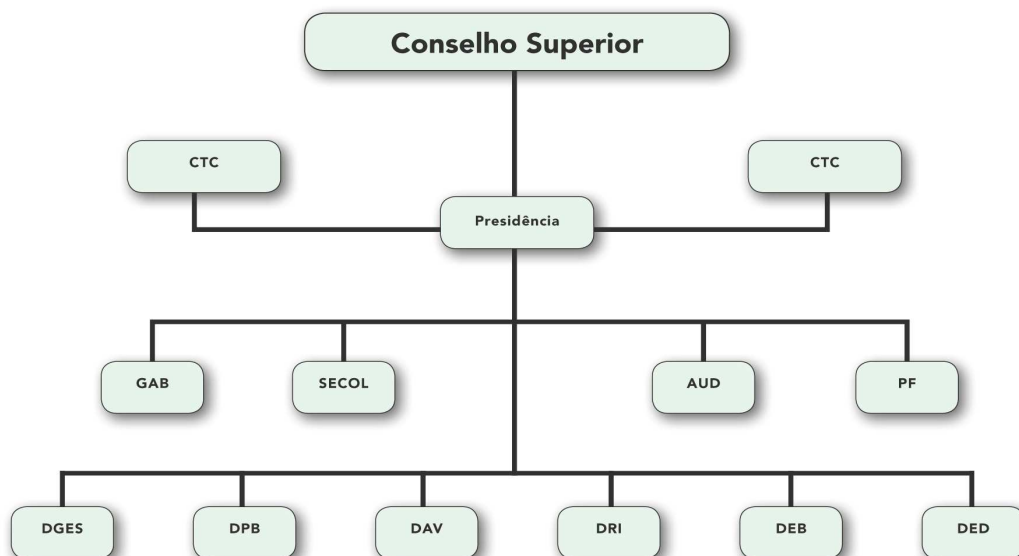 Conselho Superior
CTC
CTC
Presidência
GAB
SECOL
AUD
PF
DGES
DPB
DAV
DRI
DEB
DED